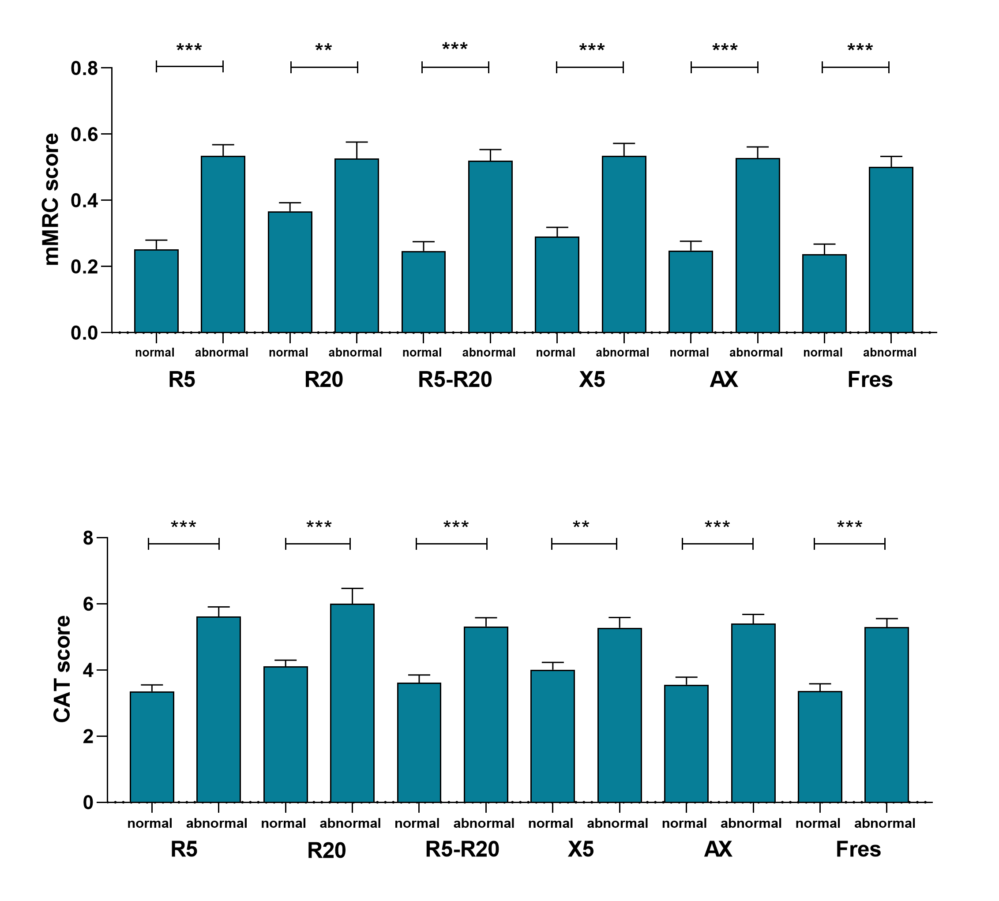 *** ** *** *** *** ***
0.8
0.6
0.4
0.2
0.0
mMRC score
normal abnormal normal abnormal normal abnormal normal abnormal normal abnormal normal abnormal
R5 R20 R5-R20 X5 AX Fres
*** *** *** ** *** ***
8
6
4
2
0
CAT score
normal abnormal normal abnormal normal abnormal normal abnormal normal abnormal normal abnormal
R5 R20 R5-R20 X5 AX Fres